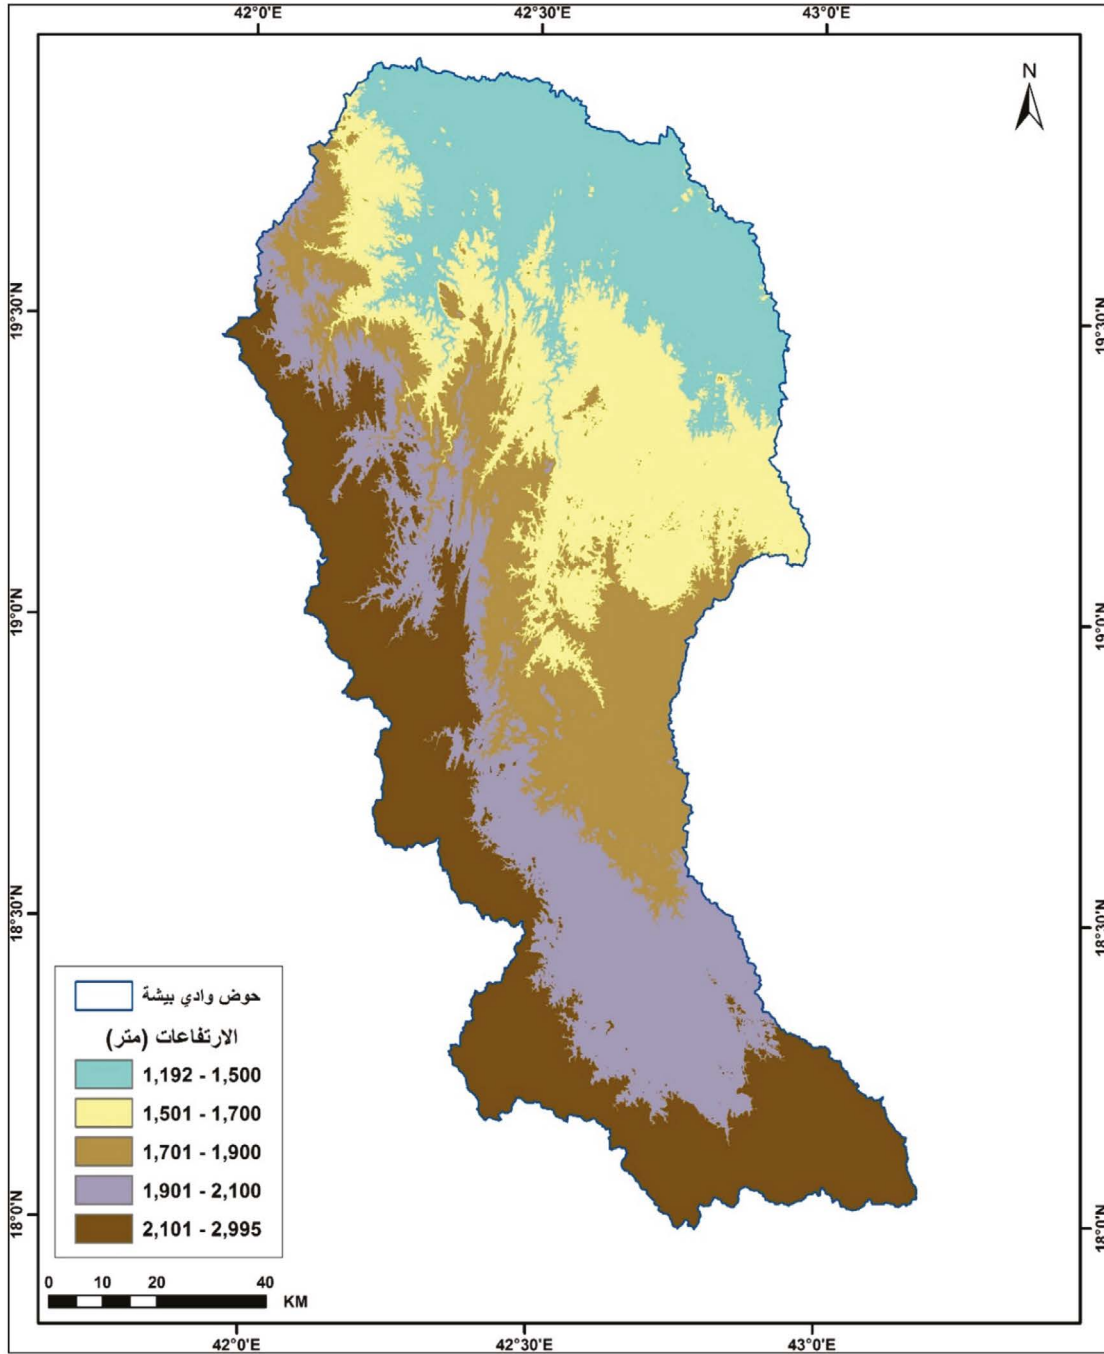 42°0'E 42°30'E 43°0'E
N
19°30'N 19°30'N
19°0'N 19°0'N
18°30'N 18°30'N
18°0'N 18°0'N
حوض وادي بيشة
الارتفاعات (متر)
1,192 - 1,500
1,501 - 1,700
1,701 - 1,900
1,901 - 2,100
2,101 - 2,995
0 10 20 40
KM
42°0'E 42°30'E 43°0'E